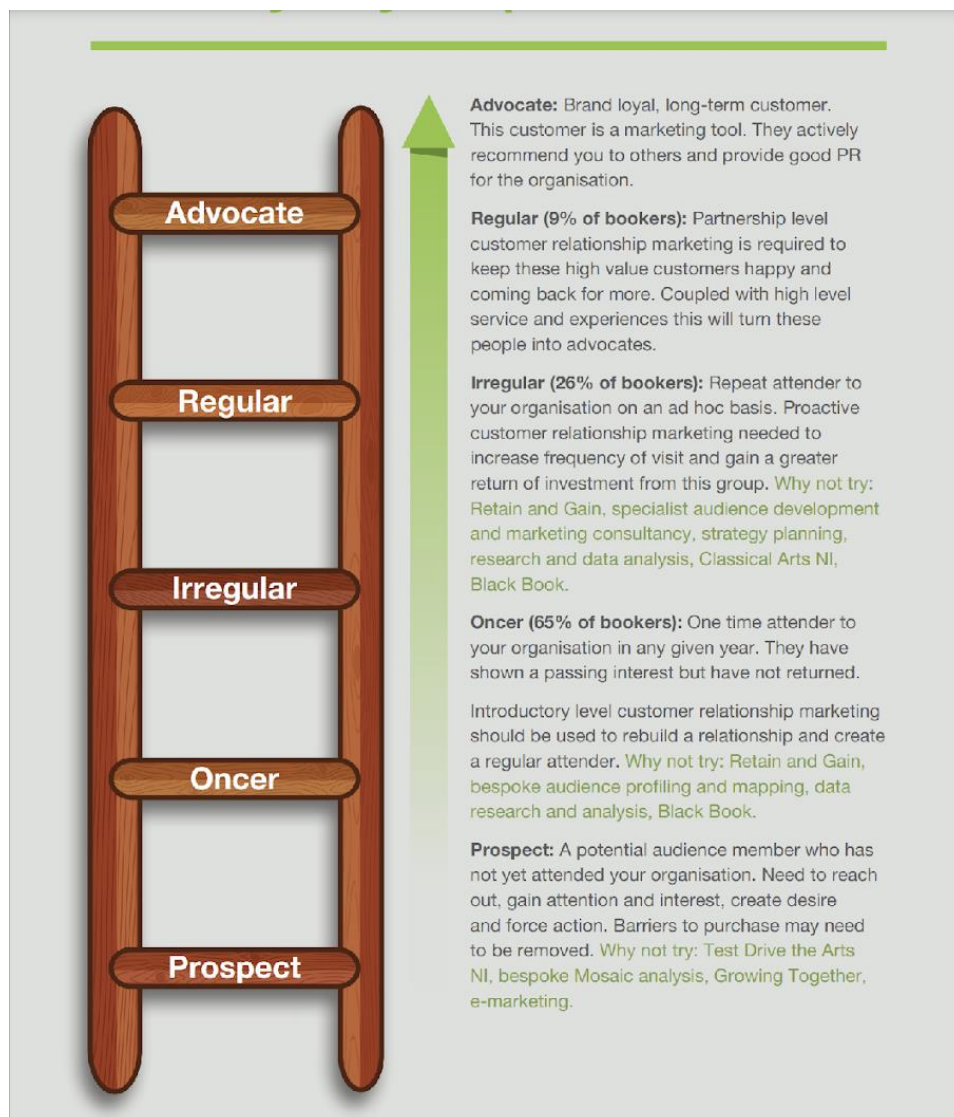 Advocate
Regular
Irregular
Oncer
Prospect
Advocate: Brand loyal, long-term customer.
This customer is a marketing tool. They actively
recommend you to others and provide good PR
for the organisation.
Regular (9% of bookers): Partnership level
customer relationship marketing is required to
keep these high value customers happy and
coming back for more. Coupled with high level
service and experiences this will turn these
people into advocates.
Irregular (26% of bookers): Repeat attender to
your organisation on an ad hoc basis. Proactive
customer relationship marketing needed to
increase frequency of visit and gain a greater
return of investment from this group. Why not try:
Retain and Gain, specialist audience development
and marketing consultancy, strategy planning,
research and data analysis, Classical Arts NI,
Black Book.
Oncer (65% of bookers): One time attender to
your organisation in any given year. They have
shown a passing interest but have not returned.
Introductory level customer relationship marketing
should be used to rebuild a relationship and create
a regular attender. Why not try: Retain and Gain,
bespoke audience profiling and mapping, data
research and analysis, Black Book.
Prospect: A potential audience member who has
not yet attended your organisation. Need to reach
out, gain attention and interest, create desire
and force action. Barriers to purchase may need
to be removed. Why not try: Test Drive the Arts
NI, bespoke Mosaic analysis, Growing Together,
e-marketing.